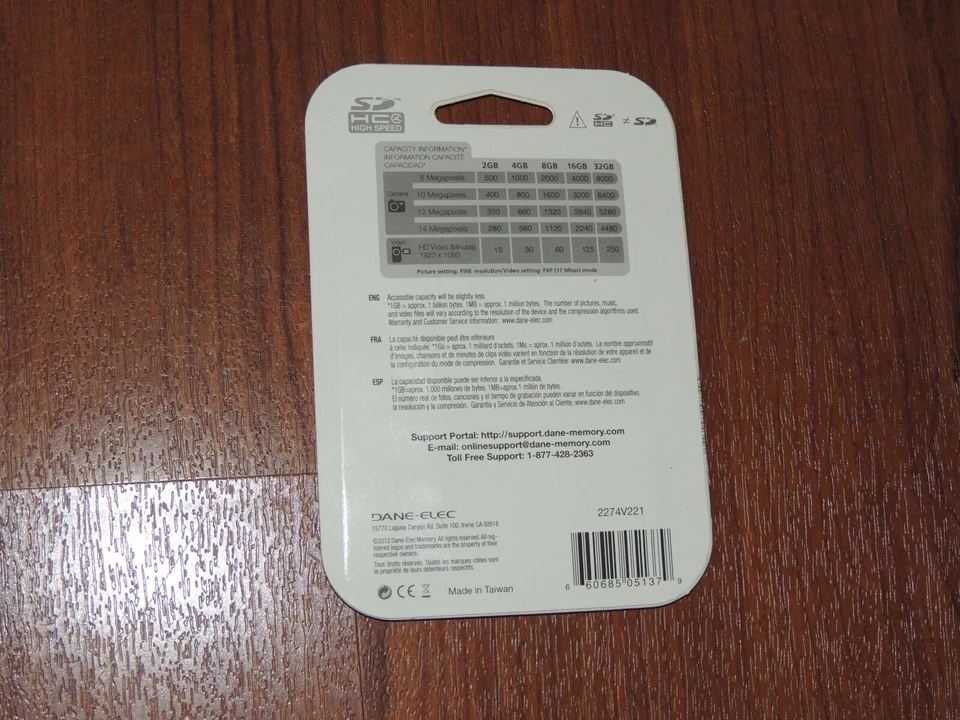 SD™
HC④
HIGH SPEED
SD HC ≠ SD
CAPACITY INFORMATION*
INFORMATION CAPACITÉ
CAPACIDAD*
2GB 4GB 8GB 16GB 32GB
Camera
8 Megapixels 500 1000 2000 4000 8000
10 Megapixels 400 800 1600 3200 6400
12 Megapixels 330 660 1320 2640 5280
14 Megapixels 280 560 1120 2240 4480
Video
HD Video (Minutes) 15 30 60 125 250
1920 x 1080
Picture setting: FINE resolution/Video setting: FXP (17 Mbps) mode
ENG Accessible capacity will be slightly less.
*1GB = approx. 1 billion bytes. 1MB = approx. 1 million bytes. The number of pictures, music,
and video files will vary according to the resolution of the device and the compression algorithms used.
Warranty and Customer Service information: www.dane-elec.com
FRA La capacité disponible peut être inférieure
à celle indiquée. *1Go = aprox. 1 milliard d'octets. 1Mo = aprox. 1 million d'octets. Le nombre approximatif
d'images, chansons et de minutes de clips vidéo varient en fonction de la résolution de votre appareil et de
la configuration du mode de compression. Garantie et Service Clientèle: www.dane-elec.com
ESP La capacidad disponible puede ser inferior a la especificada.
*1GB=aprox. 1.000 millones de bytes. 1MB=aprox.1 millón de bytes.
El número real de fotos, canciones y el tiempo de grabación pueden variar en función del dispositivo,
la resolución y la compresión. Garantía y Servicio de Atención al Cliente: www.dane-elec.com
Support Portal: http://support.dane-memory.com
E-mail: onlinesupport@dane-memory.com
Toll Free Support: 1-877-428-2363
DANE-ELEC
15770 Laguna Canyon Rd. Suite 100, Irvine CA 92618
©2012 Dane-Elec Memory. All rights reserved. All reg-
istered logos and trademarks are the property of their
respective owners.
Tous droits réservés. Toutes les marques citées sont
la propriété de leurs détenteurs respectifs.
CE Made in Taiwan
2274V221
6 60685 05137 9